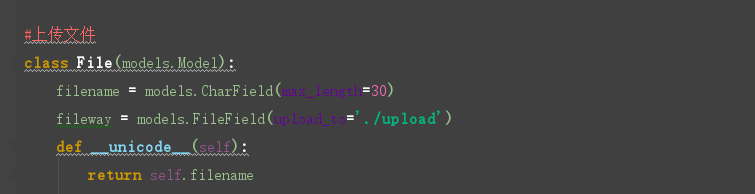 #上传文件
class File(models.Model):
    filename = models.CharField(max_length=30)
    fileway = models.FileField(upload_to='./upload')
    def __unicode__(self):
        return self.filename